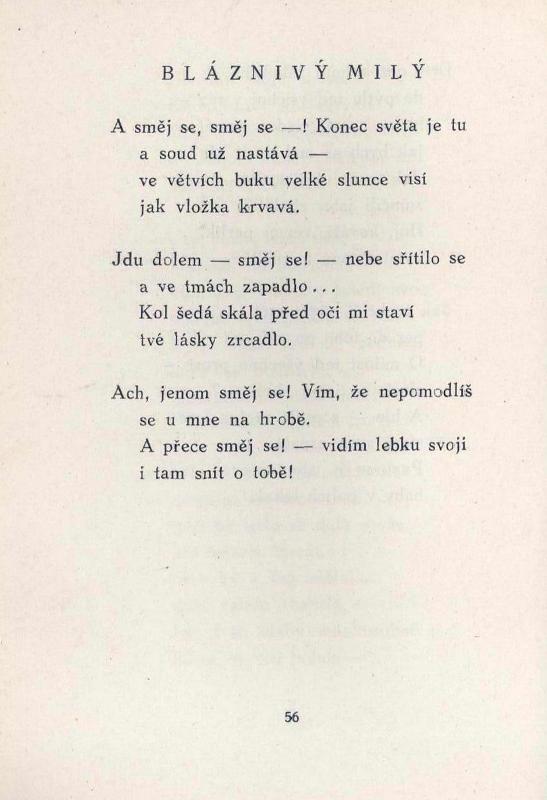 BLÁZNIVÝ MILÝ
A směj se, směj se —! Konec světa je tu
a soud už nastává —
ve větvích buku velké slunce visí
jak vložka krvavá.
Jdu dolem — směj se! — nebe sřítilo se
a ve tmách zapadlo...
Kol šedá skála před oči mi staví
tvé lásky zrcadlo.
Ach, jenom směj se! Vím, že nepomodlíš
se u mne na hrobě.
A přece směj se! — vidím lebku svoji
i tam snít o tobě!
56